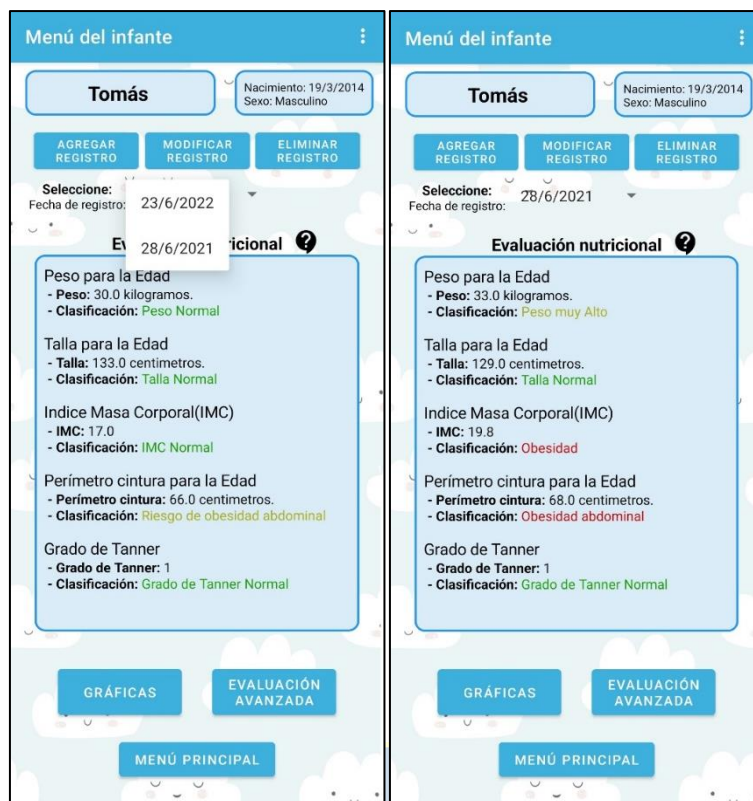 Menú del infante
Tomás
Nacimiento: 19/3/2014
Sexo: Masculino
AGREGAR
REGISTRO
MODIFICAR
REGISTRO
ELIMINAR
REGISTRO
Seleccione:
Fecha de registro:
23/6/2022
28/6/2021
Ev
ricional
Peso para la Edad
- Peso: 30.0 kilogramos.
- Clasificación: Peso Normal
Talla para la Edad
- Talla: 133.0 centimetros.
- Clasificación: Talla Normal
Indice Masa Corporal(IMC)
- IMC: 17.0
- Clasificación: IMC Normal
Perímetro cintura para la Edad
- Perímetro cintura: 66.0 centimetros.
- Clasificación: Riesgo de obesidad abdominal
Grado de Tanner
- Grado de Tanner: 1
- Clasificación: Grado de Tanner Normal
GRÁFICAS
EVALUACIÓN
AVANZADA
MENÚ PRINCIPAL
Menú del infante
Tomás
Nacimiento: 19/3/2014
Sexo: Masculino
AGREGAR
REGISTRO
MODIFICAR
REGISTRO
ELIMINAR
REGISTRO
Seleccione:
Fecha de registro:
28/6/2021
Evaluación nutricional
Peso para la Edad
- Peso: 33.0 kilogramos.
- Clasificación: Peso muy Alto
Talla para la Edad
- Talla: 129.0 centimetros.
- Clasificación: Talla Normal
Indice Masa Corporal(IMC)
- IMC: 19.8
- Clasificación: Obesidad
Perímetro cintura para la Edad
- Perímetro cintura: 68.0 centimetros.
- Clasificación: Obesidad abdominal
Grado de Tanner
- Grado de Tanner: 1
- Clasificación: Grado de Tanner Normal
GRÁFICAS
EVALUACIÓN
AVANZADA
MENÚ PRINCIPAL